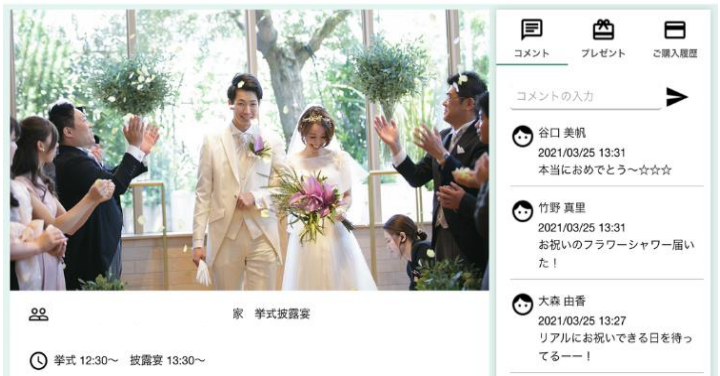 コメント
プレゼント
ご購入履歴
コメントの入力
谷口 美帆
2021/03/25 13:31
本当におめでとう〜☆☆☆
竹野 真里
2021/03/25 13:31
お祝いのフラワーシャワー届い
た！
大森 由香
2021/03/25 13:27
リアルにお祝いできる日を待っ
てるーー！
家　挙式披露宴
挙式 12:30〜　披露宴 13:30〜